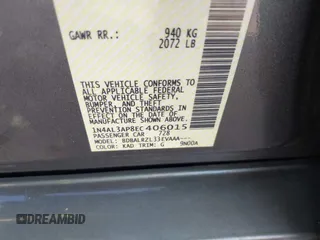 GAWR RR.: 940 KG
2072 LB
THIS VEHICLE CONFORMS TO
ALL APPLICABLE FEDERAL
MOTOR VEHICLE SAFETY,
BUMPER, AND THEFT
PREVENTION STANDARDS IN
EFFECT ON THE DATE OF
MANUFACTURE SHOWN ABOVE.
1N4AL3AP8EC406015
PASSENGER CAR 728
MODEL:
COLOR: KAD TRIM: G
DREAMBID